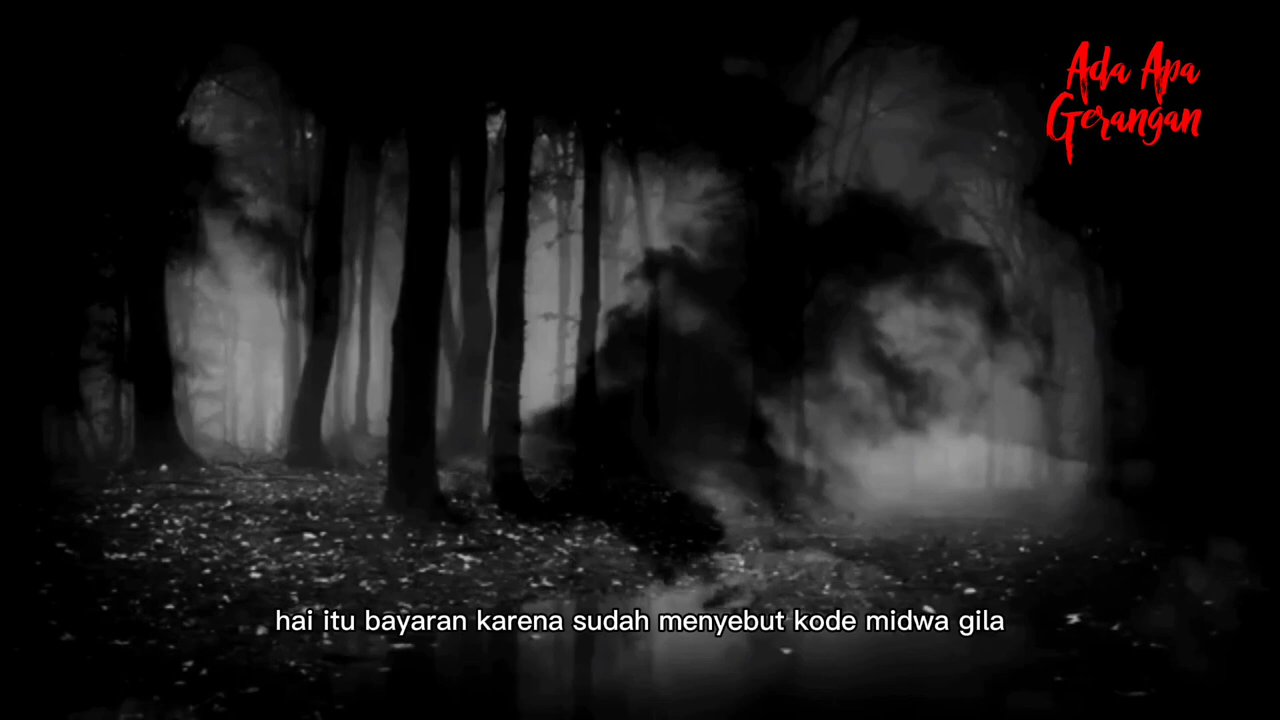 Ada Apa
Gerangan
hai itu bayaran karena sudah menyebut kode midwa gila